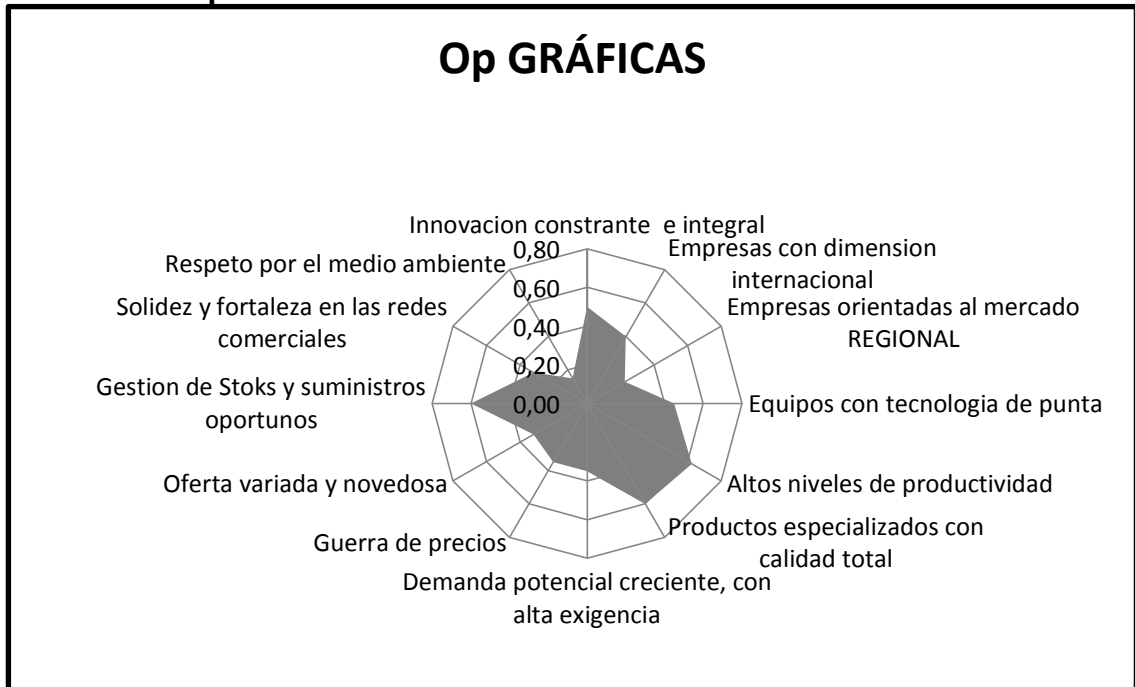 Op GRÁFICAS
Innovacion constrante e integral
Empresas con dimension
internacional
Empresas orientadas al mercado
REGIONAL
Equipos con tecnologia de punta
Altos niveles de productividad
Productos especializados con
calidad total
Demanda potencial creciente, con
alta exigencia
Guerra de precios
Oferta variada y novedosa
Gestion de Stoks y suministros
oportunos
Solidez y fortaleza en las redes
comerciales
Respeto por el medio ambiente
0,80
0,60
0,40
0,20
0,00